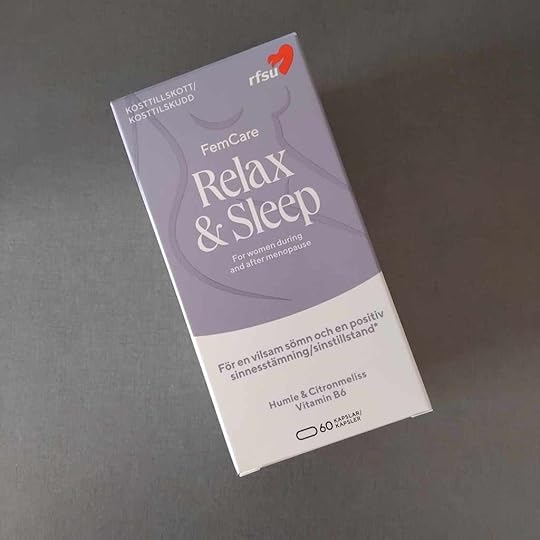 rfsu
KOSTTILLSKOTT/
KOSTTILSKUDD
FemCare
Relax
& Sleep
For women during
and after menopause
För en vilsam sömn och en positiv
sinnesstämning/sinstillstand*
Humle & Citronmeliss
Vitamin B6
60 KAPSLAR/
KAPSLER